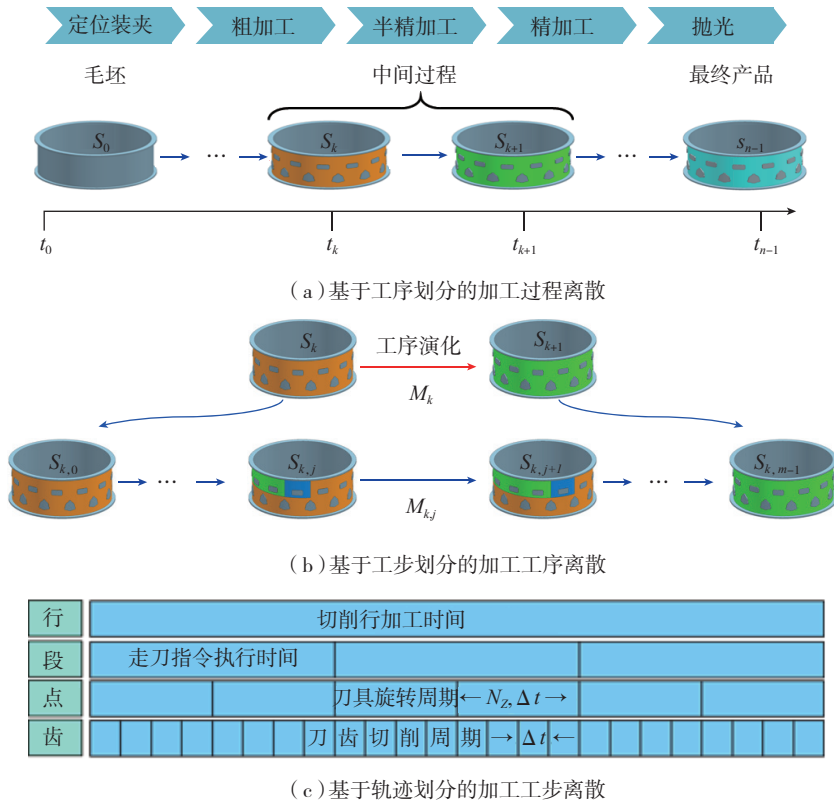 定位装夹 粗加工 半精加工 精加工 抛光
毛坯 中间过程 最终产品
S₀ ··· Sₖ Sₖ₊₁ ··· sₙ₋₁
t₀ tₖ tₖ₊₁ tₙ₋₁
（a）基于工序划分的加工过程离散
Sₖ 工序演化 Sₖ₊₁
Mₖ
S_{k,0} ··· S_{k,j} S_{k,j+1} ··· S_{k,m-1}
M_{k,j}
（b）基于工步划分的加工工序离散
行 切削行加工时间
段 走刀指令执行时间
点 刀具旋转周期←N_Z,Δt→
齿 刀齿切削周期→Δt←
（c）基于轨迹划分的加工工步离散